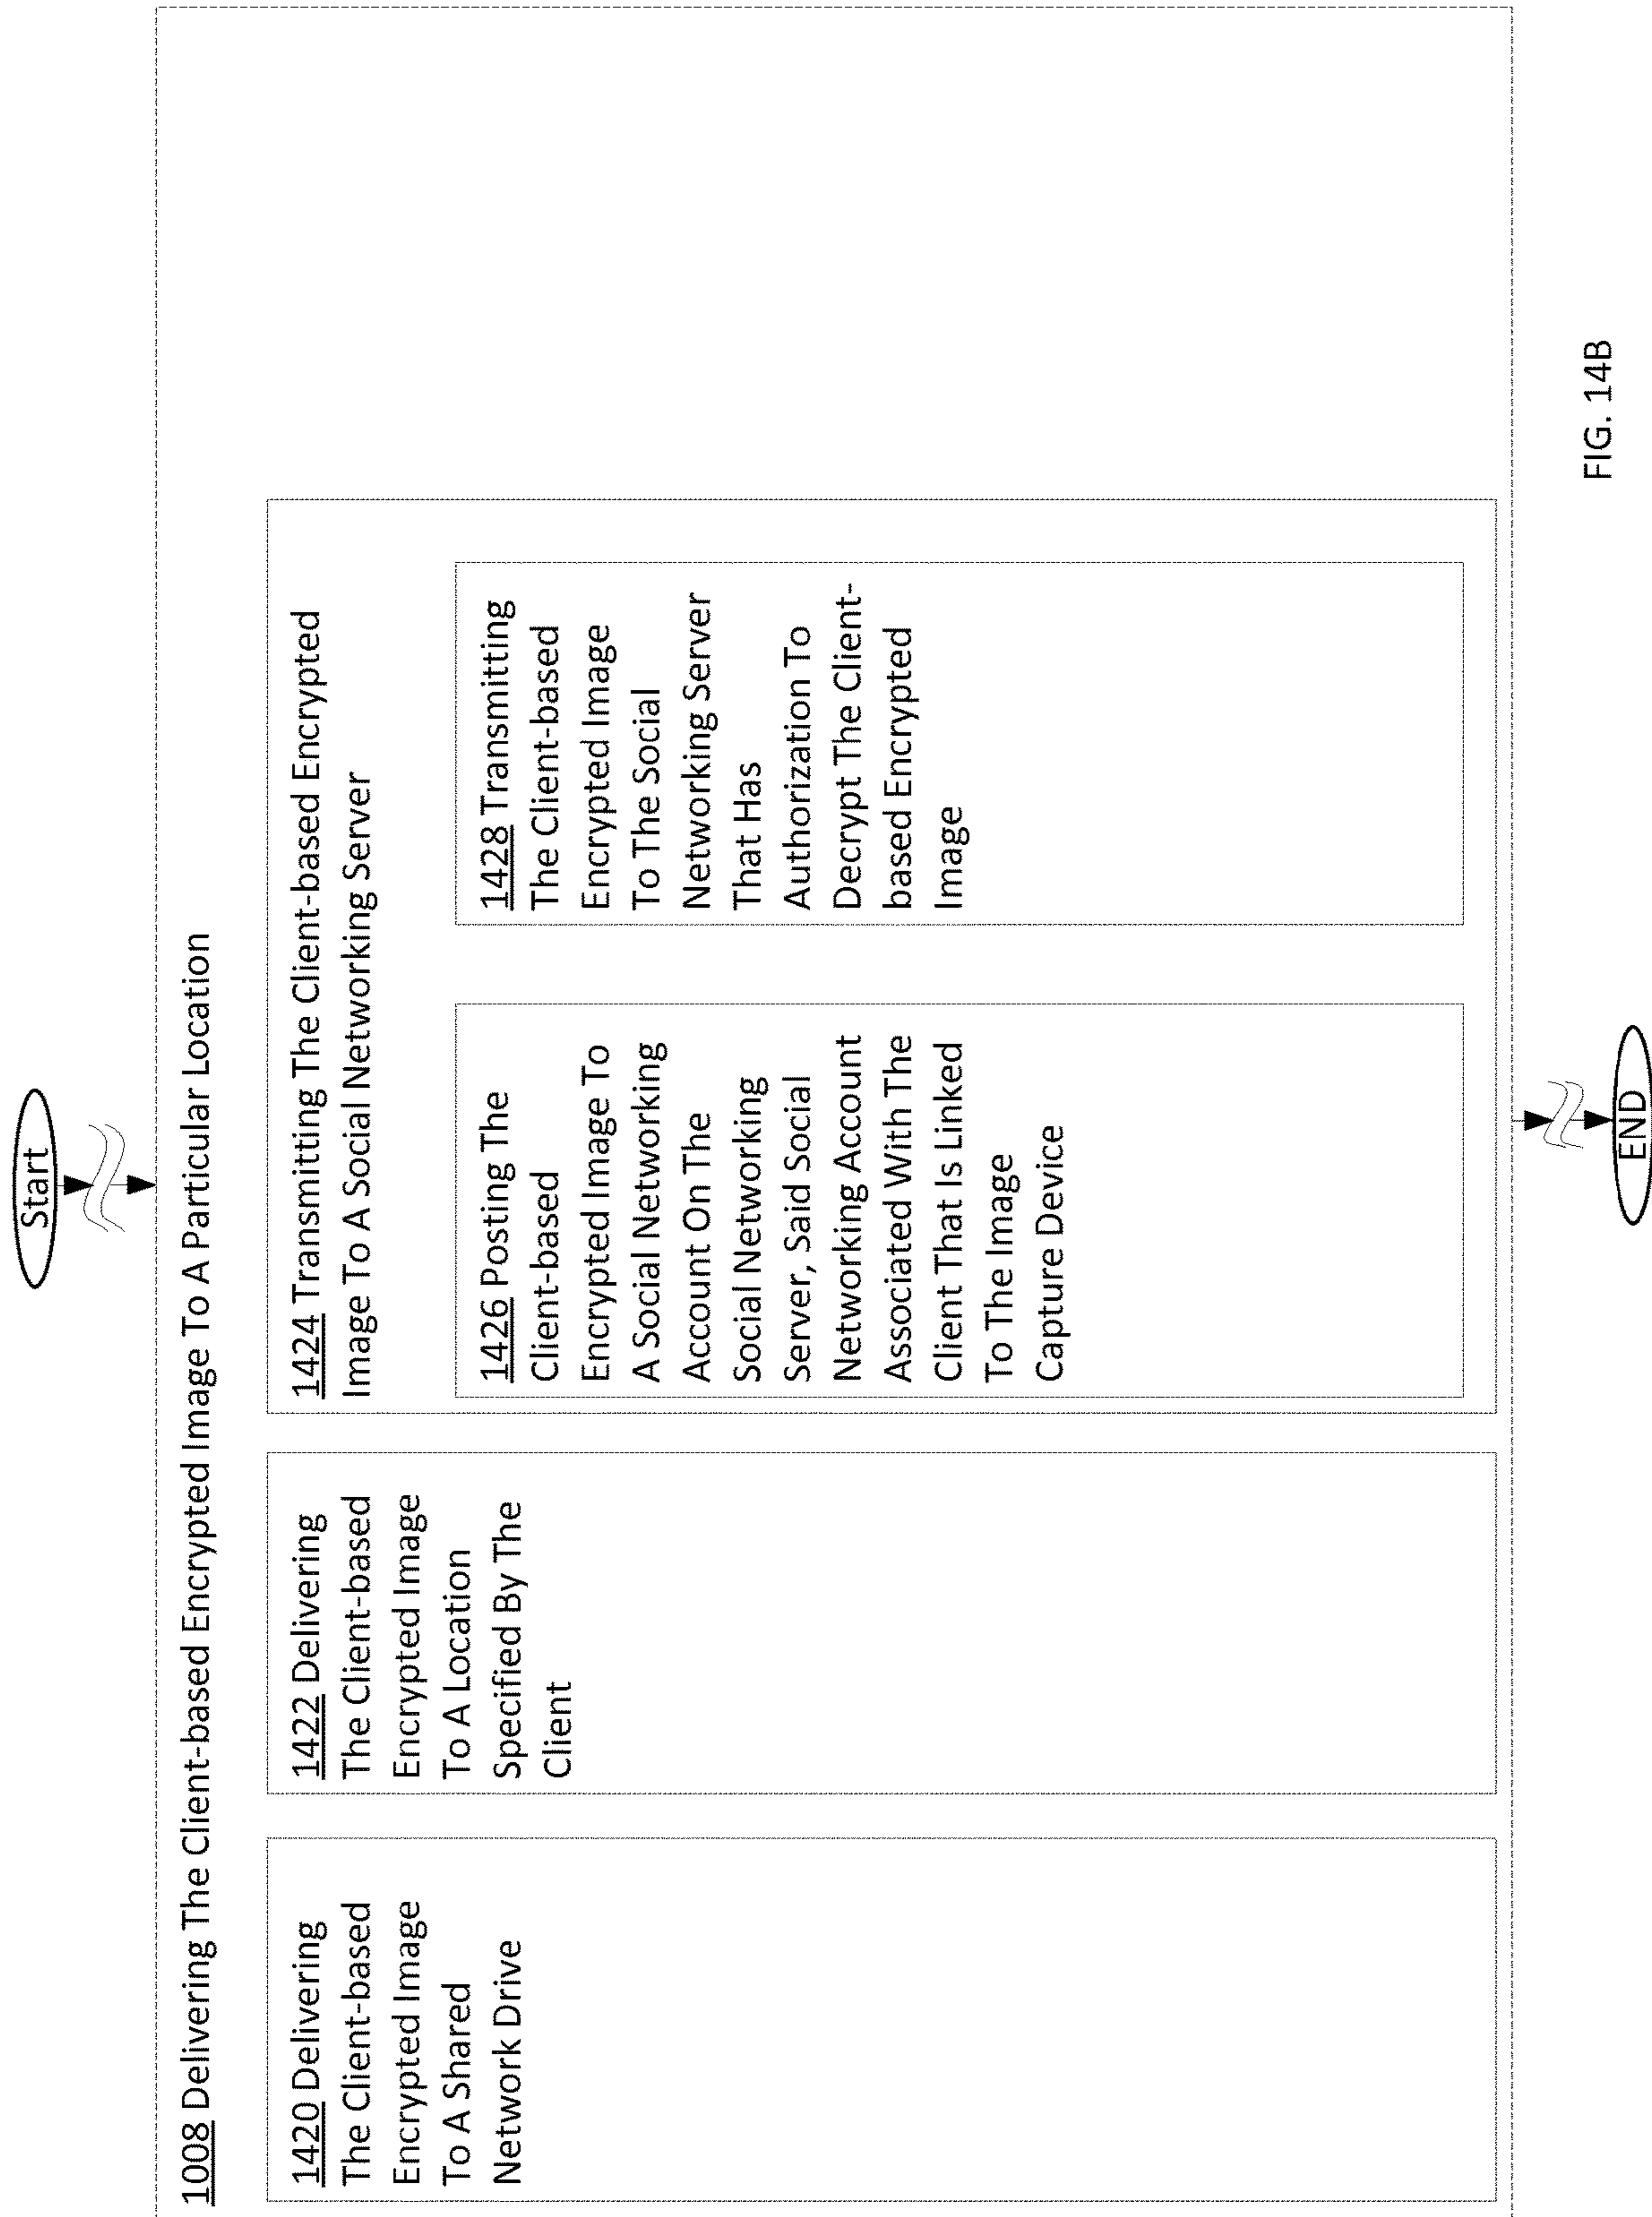 Start
1008 Delivering The Client-based Encrypted Image To A Particular Location
1420 Delivering
The Client-based
Encrypted Image
To A Shared
Network Drive
1422 Delivering
The Client-based
Encrypted Image
To A Location
Specified By The
Client
1424 Transmitting The Client-based Encrypted
Image To A Social Networking Server
1426 Posting The
Client-based
Encrypted Image To
A Social Networking
Account On The
Social Networking
Server, Said Social
Networking Account
Associated With The
Client That Is Linked
To The Image
Capture Device
1428 Transmitting
The Client-based
Encrypted Image
To The Social
Networking Server
That Has
Authorization To
Decrypt The Client-
based Encrypted
Image
END
FIG. 14B